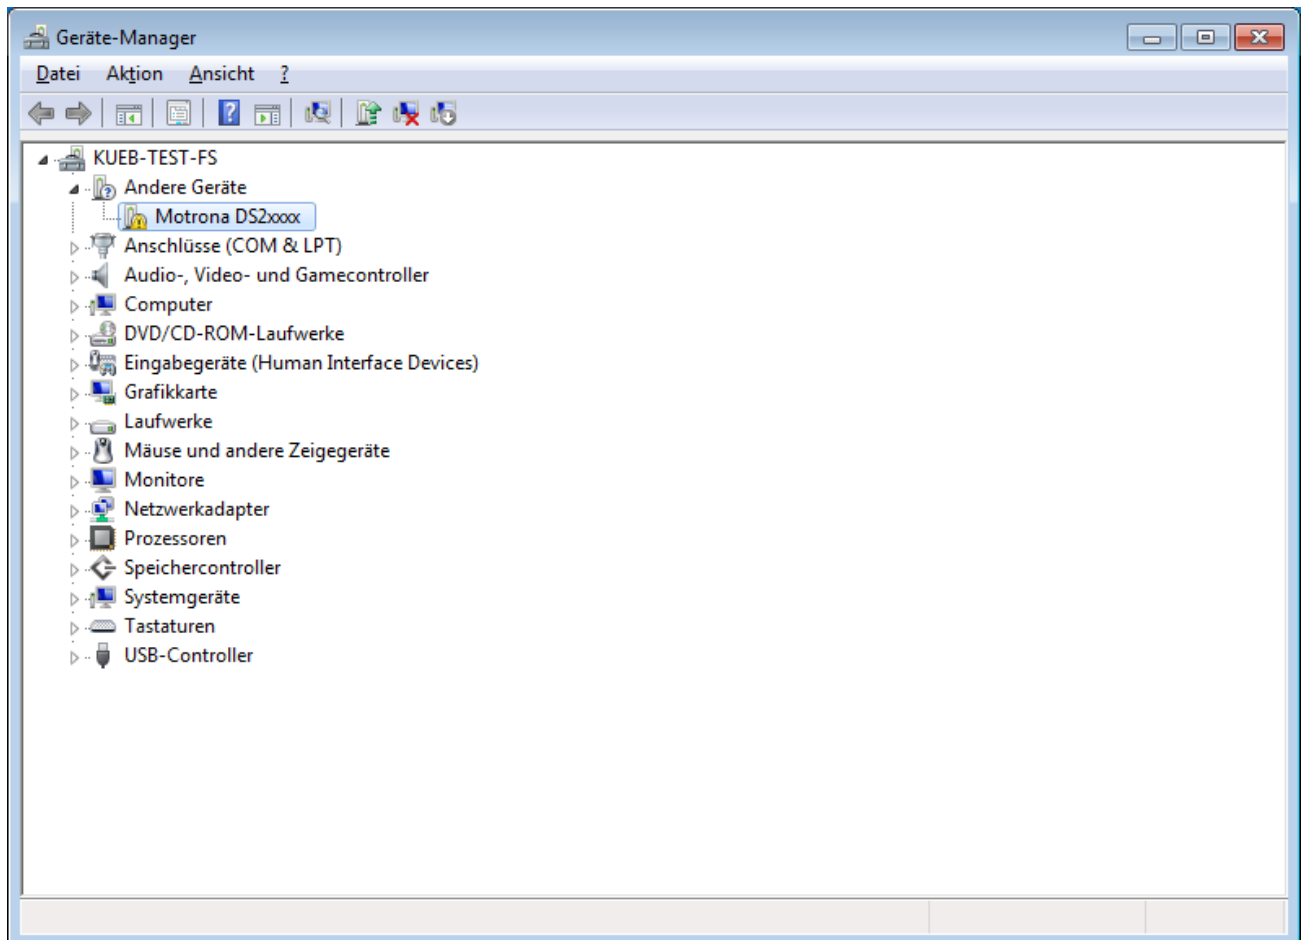 Geräte-Manager
Datei Aktion Ansicht ?
KUEB-TEST-FS
Andere Geräte
Motrona DS2xxxx
Anschlüsse (COM & LPT)
Audio-, Video- und Gamecontroller
Computer
DVD/CD-ROM-Laufwerke
Eingabegeräte (Human Interface Devices)
Grafikkarte
Laufwerke
Mäuse und andere Zeigegeräte
Monitore
Netzwerkadapter
Prozessoren
Speichercontroller
Systemgeräte
Tastaturen
USB-Controller